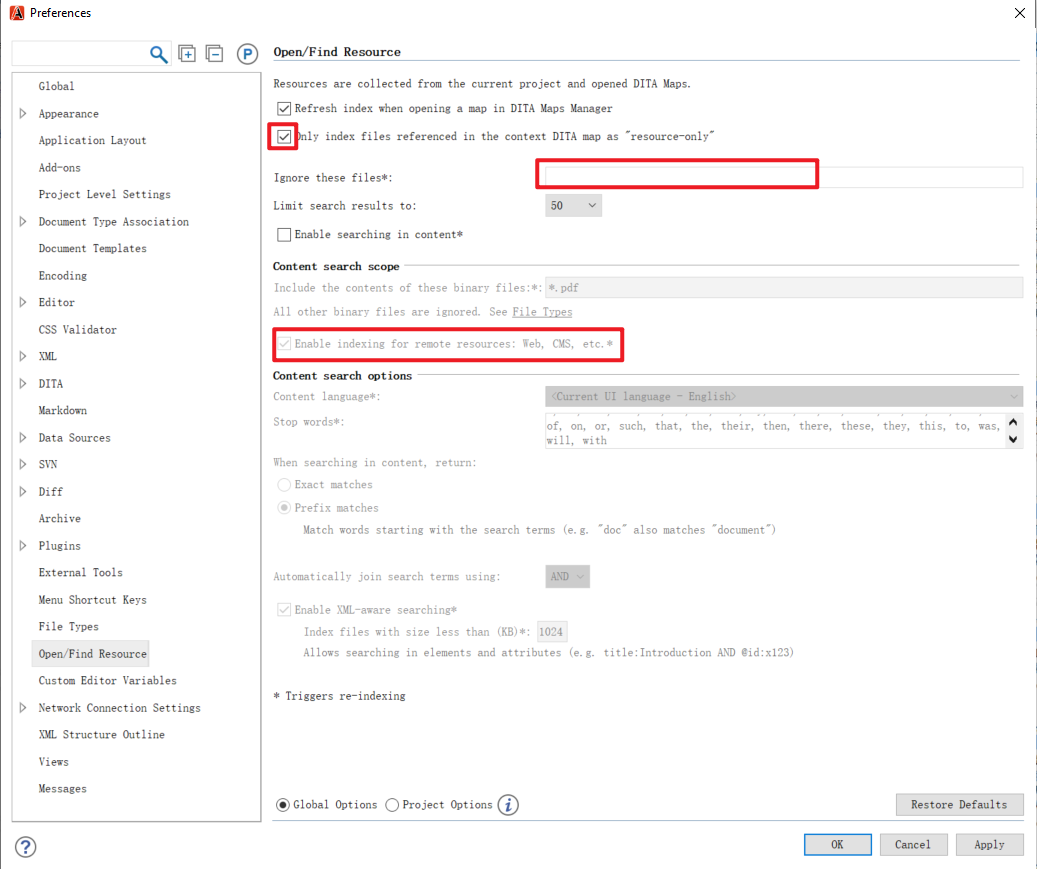 Preferences
P
Global
Appearance
Application Layout
Add-ons
Project Level Settings
Document Type Association
Document Templates
Encoding
Editor
CSS Validator
XML
DITA
Markdown
Data Sources
SVN
Diff
Archive
Plugins
External Tools
Menu Shortcut Keys
File Types
Open/Find Resource
Custom Editor Variables
Network Connection Settings
XML Structure Outline
Views
Messages
Open/Find Resource
Resources are collected from the current project and opened DITA Maps.
Refresh index when opening a map in DITA Maps Manager
Only index files referenced in the context DITA map as "resource-only"
Ignore these files*:
Limit search results to: 50
Enable searching in content*
Content search scope
Include the contents of these binary files:*: *.pdf
All other binary files are ignored. See File Types
Enable indexing for remote resources: Web, CMS, etc.*
Content search options
Content language*: <Current UI language - English>
Stop words*: of, on, or, such, that, the, their, then, there, these, they, this, to, was,
will, with
When searching in content, return:
Exact matches
Prefix matches
Match words starting with the search terms (e.g. "doc" also matches "document")
Automatically join search terms using: AND
Enable XML-aware searching*
Index files with size less than (KB)*: 1024
Allows searching in elements and attributes (e.g. title:Introduction AND @id:x123)
* Triggers re-indexing
Global Options Project Options i Restore Defaults
? OK Cancel Apply